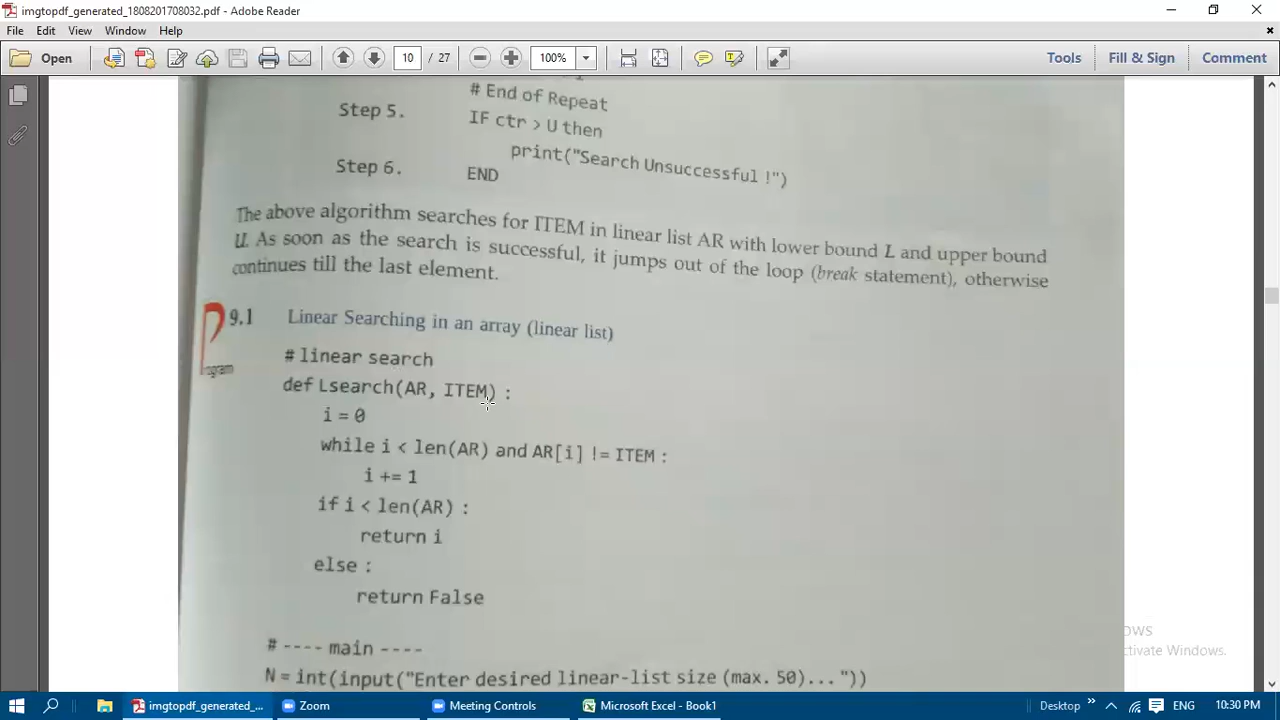 imgtopdf_generated_1808201708032.pdf - Adobe Reader
File Edit View Window Help
Open 10 / 27 100% Tools Fill & Sign Comment
# End of Repeat
Step 5. IF ctr > U then
print("Search Unsuccessful !")
Step 6. END
The above algorithm searches for ITEM in linear list AR with lower bound L and upper bound
U. As soon as the search is successful, it jumps out of the loop (break statement), otherwise
continues till the last element.
Program 9.1 Linear Searching in an array (linear list)
# linear search
def Lsearch(AR, ITEM) :
i = 0
while i < len(AR) and AR[i] != ITEM :
i += 1
if i < len(AR) :
return i
else :
return False
# ---- main ----
N = int(input("Enter desired linear-list size (max. 50)... "))
ows
ctivate Windows.
imgtopdf_generated_... Zoom Meeting Controls Microsoft Excel - Book1 Desktop ENG 10:30 PM